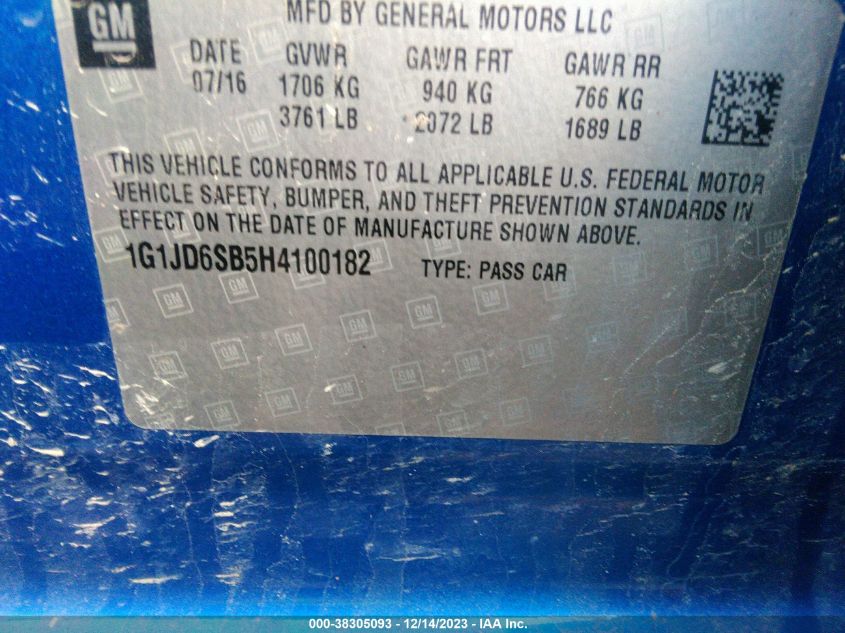 GM
MFD BY GENERAL MOTORS LLC
DATE GVWR GAWR FRT GAWR RR
07/16 1706 KG 940 KG 766 KG
3761 LB 2072 LB 1689 LB
THIS VEHICLE CONFORMS TO ALL APPLICABLE U.S. FEDERAL MOTOR
VEHICLE SAFETY, BUMPER, AND THEFT PREVENTION STANDARDS IN
EFFECT ON THE DATE OF MANUFACTURE SHOWN ABOVE.
1G1JD6SB5H4100182 TYPE: PASS CAR
000-38305093 - 12/14/2023 - IAA Inc.